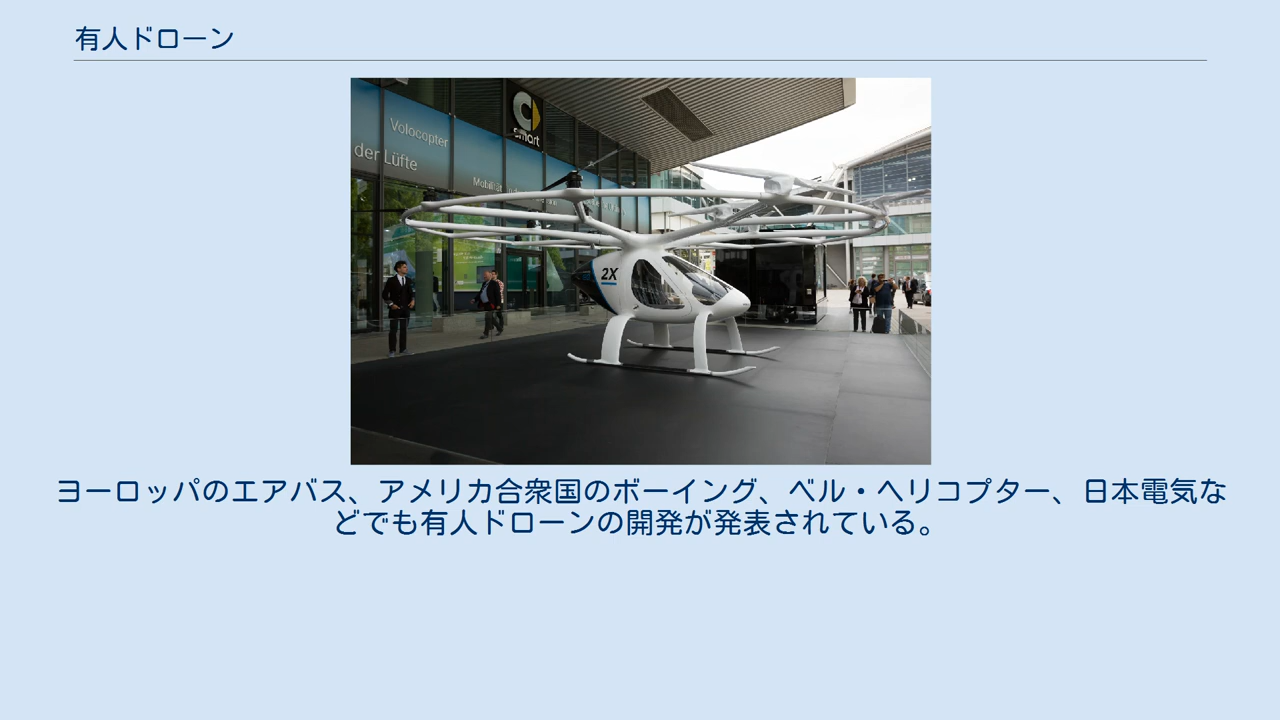 有人ドローン
smart
Volocopter
der Lüfte
2X
ヨーロッパのエアバス、アメリカ合衆国のボーイング、ベル・ヘリコプター、日本電気な
どでも有人ドローンの開発が発表されている。